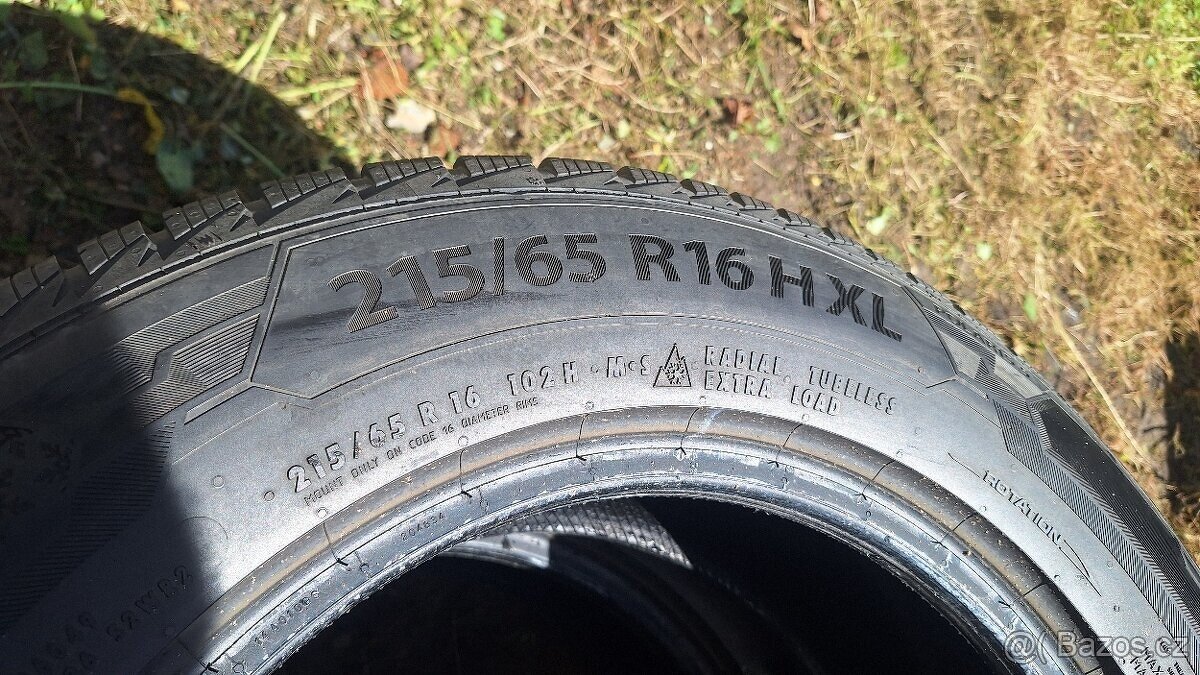 215/65 R16 H XL
215/65 R 16 102 H · M+S RADIAL · TUBELESS
EXTRA LOAD
MOUNT ONLY ON CODE 16 DIAMETER RIMS
ROTATION
@( Bazos.cz